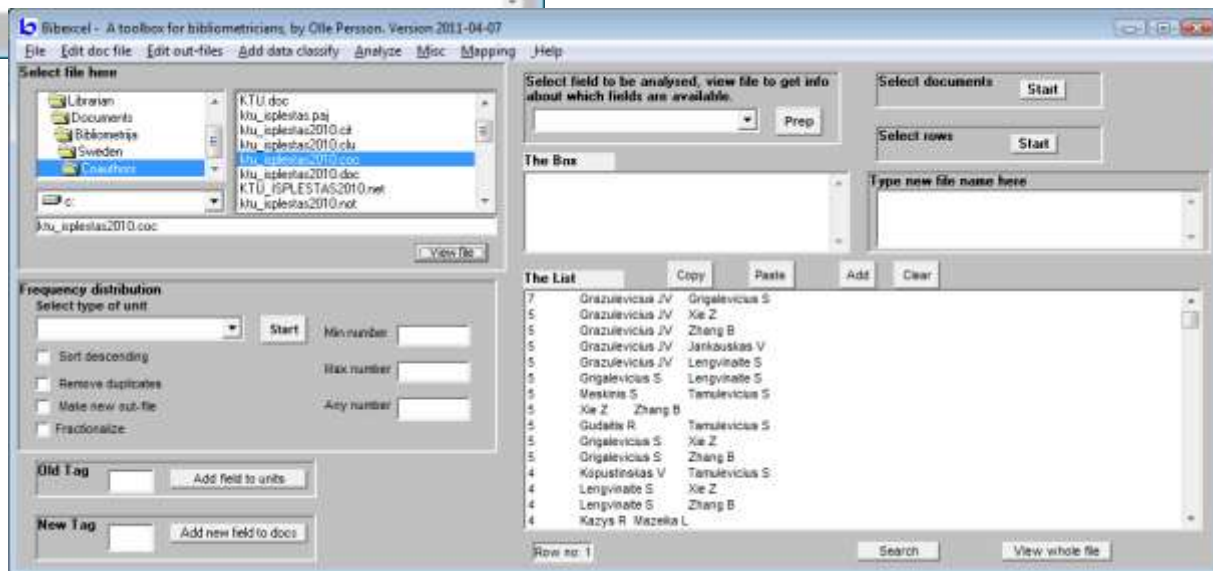 Bibexcel - A toolbox for bibliometricians, by Olle Persson. Version 2011-04-07
File Edit doc file Edit out-files Add data classify Analyze Misc Mapping Help
Select file here
Librarian
Documents
Bibliometrija
Sweden
Coauthors
c:
KTU.doc
ktu_isplestas.paj
ktu_isplestas2010.cit
ktu_isplestas2010.clu
ktu_isplestas2010.coc
ktu_isplestas2010.doc
KTU_ISPLESTAS2010.net
ktu_isplestas2010.not
ktu_isplestas2010.coc
View file
Frequency distribution
Select type of unit
Start
Sort descending
Remove duplicates
Make new out-file
Fractionalize
Min number
Max number
Any number
Old Tag
Add field to units
New Tag
Add new field to docs
Select field to be analysed, view file to get info
about which fields are available.
Prep
Select documents Start
Select rows Start
The Box
Type new file name here
The List Copy Paste Add Clear
7 Grazulevicius JV Grigalevicius S
5 Grazulevicius JV Xie Z
5 Grazulevicius JV Zhang B
5 Grazulevicius JV Jankauskas V
5 Grazulevicius JV Lengvinaite S
5 Grigalevicius S Lengvinaite S
5 Meskinis S Tamulevicius S
5 Xie Z Zhang B
5 Gudaitis R Tamulevicius S
5 Grigalevicius S Xie Z
5 Grigalevicius S Zhang B
4 Kopustinskas V Tamulevicius S
4 Lengvinaite S Xie Z
4 Lengvinaite S Zhang B
4 Kazys R Mazeika L
Row no: 1 Search View whole file